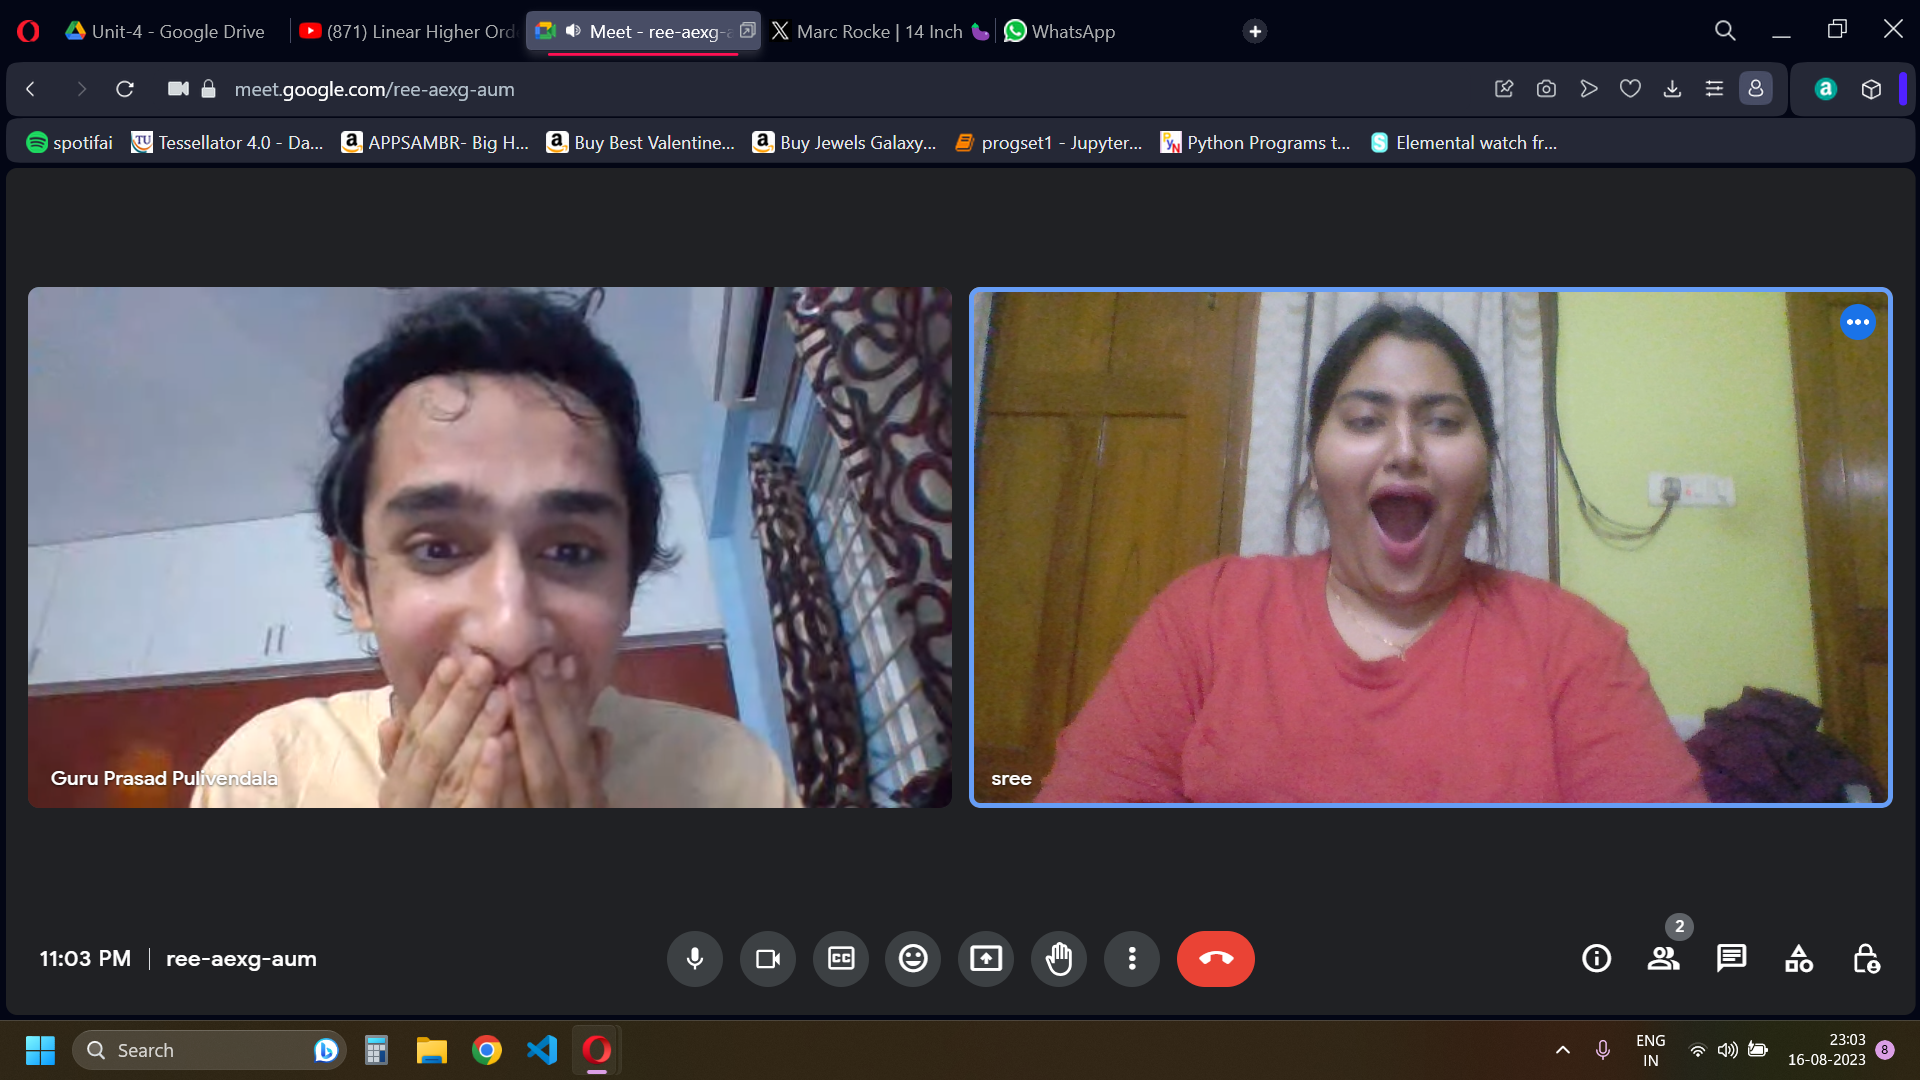 Unit-4 - Google Drive
(871) Linear Higher Ord
Meet - ree-aexg-a
Marc Rocke | 14 Inch 🍆
WhatsApp
meet.google.com/ree-aexg-aum
spotifai
TU Tessellator 4.0 - Da...
APPSAMBR- Big H...
Buy Best Valentine...
Buy Jewels Galaxy...
progset1 - Jupyter...
Python Programs t...
Elemental watch fr...
Guru Prasad Pulivendala
sree
11:03 PM
ree-aexg-aum
CC
2
Search
ENG
IN
23:03
16-08-2023
8